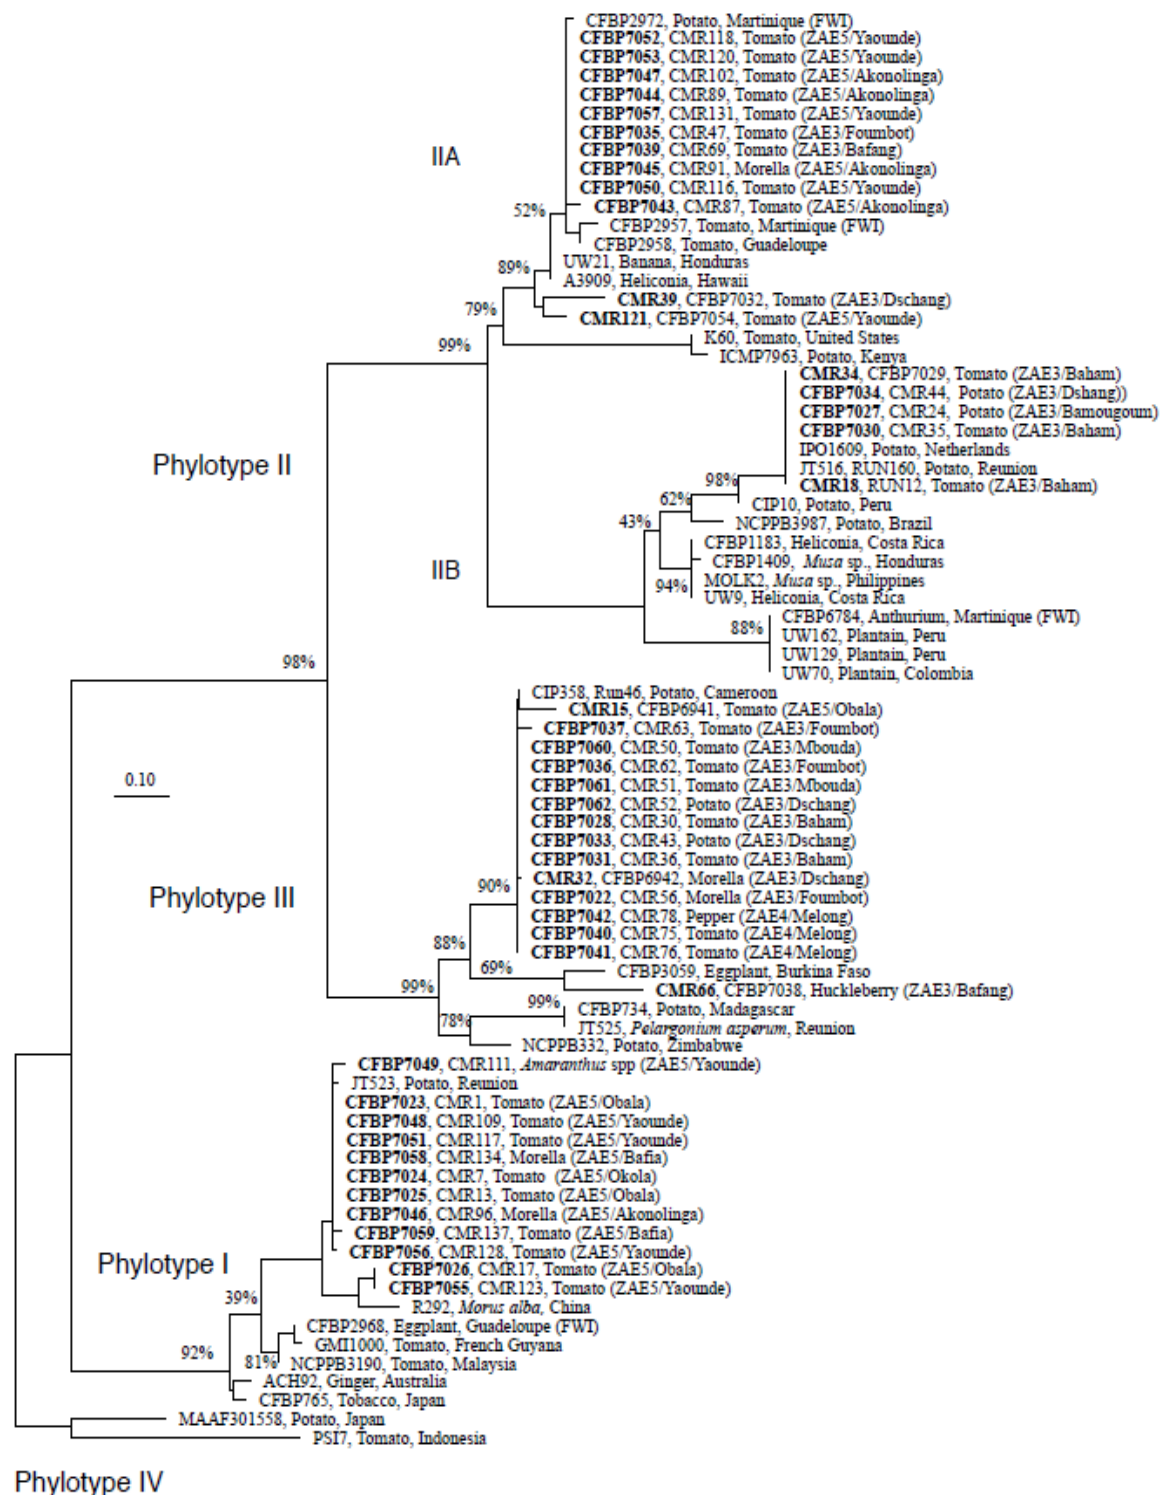 CFBP2972, Potato, Martinique (FWI)
CFBP7052, CMR118, Tomato (ZAE5/Yaounde)
CFBP7053, CMR120, Tomato (ZAE5/Yaounde)
CFBP7047, CMR102, Tomato (ZAE5/Akonolinga)
CFBP7044, CMR89, Tomato (ZAE5/Akonolinga)
CFBP7057, CMR131, Tomato (ZAE5/Yaounde)
CFBP7035, CMR47, Tomato (ZAE3/Foumbot)
CFBP7039, CMR69, Tomato (ZAE3/Bafang)
IIA
CFBP7045, CMR91, Morella (ZAE5/Akonolinga)
CFBP7050, CMR116, Tomato (ZAE5/Yaounde)
52%
CFBP7043, CMR87, Tomato (ZAE5/Akonolinga)
CFBP2957, Tomato, Martinique (FWI)
CFBP2958, Tomato, Guadeloupe
89%
UW21, Banana, Honduras
A3909, Heliconia, Hawaii
CMR39, CFBP7032, Tomato (ZAE3/Dschang)
79%
CMR121, CFBP7054, Tomato (ZAE5/Yaounde)
K60, Tomato, United States
99%
ICMP7963, Potato, Kenya
CMR34, CFBP7029, Tomato (ZAE3/Baham)
CFBP7034, CMR44, Potato (ZAE3/Dshang))
CFBP7027, CMR24, Potato (ZAE3/Bamougoum)
CFBP7030, CMR35, Tomato (ZAE3/Baham)
IPO1609, Potato, Netherlands
Phylotype II
JT516, RUN160, Potato, Reunion
98%
CMR18, RUN12, Tomato (ZAE3/Baham)
62%
CIP10, Potato, Peru
43%
NCPPB3987, Potato, Brazil
CFBP1183, Heliconia, Costa Rica
CFBP1409, Musa sp., Honduras
IIB
MOLK2, Musa sp., Philippines
94%
UW9, Heliconia, Costa Rica
CFBP6784, Anthurium, Martinique (FWI)
88%
UW162, Plantain, Peru
UW129, Plantain, Peru
98%
UW70, Plantain, Colombia
CIP358, Run46, Potato, Cameroon
CMR15, CFBP6941, Tomato (ZAE5/Obala)
CFBP7037, CMR63, Tomato (ZAE3/Foumbot)
CFBP7060, CMR50, Tomato (ZAE3/Mbouda)
CFBP7036, CMR62, Tomato (ZAE3/Foumbot)
0.10
CFBP7061, CMR51, Tomato (ZAE3/Mbouda)
CFBP7062, CMR52, Potato (ZAE3/Dschang)
CFBP7028, CMR30, Tomato (ZAE3/Baham)
CFBP7033, CMR43, Potato (ZAE3/Dschang)
CFBP7031, CMR36, Tomato (ZAE3/Baham)
CMR32, CFBP6942, Morella (ZAE3/Dschang)
90%
Phylotype III
CFBP7022, CMR56, Morella (ZAE3/Foumbot)
CFBP7042, CMR78, Pepper (ZAE4/Melong)
CFBP7040, CMR75, Tomato (ZAE4/Melong)
88%
CFBP7041, CMR76, Tomato (ZAE4/Melong)
69%
CFBP3059, Eggplant, Burkina Faso
99%
CMR66, CFBP7038, Huckleberry (ZAE3/Bafang)
99%
CFBP734, Potato, Madagascar
78%
JT525, Pelargonium asperum, Reunion
NCPPB332, Potato, Zimbabwe
CFBP7049, CMR111, Amaranthus spp (ZAE5/Yaounde)
JT523, Potato, Reunion
CFBP7023, CMR1, Tomato (ZAE5/Obala)
CFBP7048, CMR109, Tomato (ZAE5/Yaounde)
CFBP7051, CMR117, Tomato (ZAE5/Yaounde)
CFBP7058, CMR134, Morella (ZAE5/Bafia)
CFBP7024, CMR7, Tomato (ZAE5/Okola)
CFBP7025, CMR13, Tomato (ZAE5/Obala)
CFBP7046, CMR96, Morella (ZAE5/Akonolinga)
CFBP7059, CMR137, Tomato (ZAE5/Bafia)
CFBP7056, CMR128, Tomato (ZAE5/Yaounde)
Phylotype I
CFBP7026, CMR17, Tomato (ZAE5/Obala)
CFBP7055, CMR123, Tomato (ZAE5/Yaounde)
39%
R292, Morus alba, China
CFBP2968, Eggplant, Guadeloupe (FWI)
GMI1000, Tomato, French Guyana
92%
81%
NCPPB3190, Tomato, Malaysia
ACH92, Ginger, Australia
CFBP765, Tobacco, Japan
MAAF301558, Potato, Japan
PSI7, Tomato, Indonesia
Phylotype IV